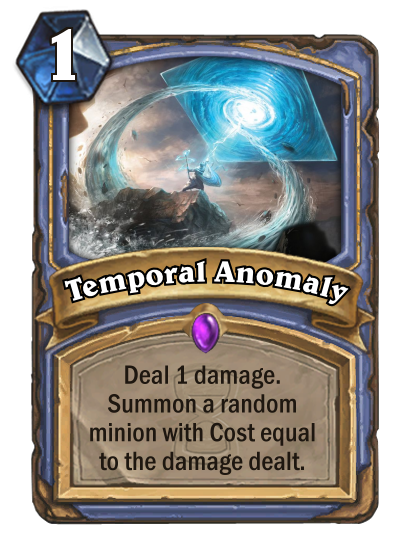 1
Temporal Anomaly
Deal 1 damage.
Summon a random
minion with Cost equal
to the damage dealt.